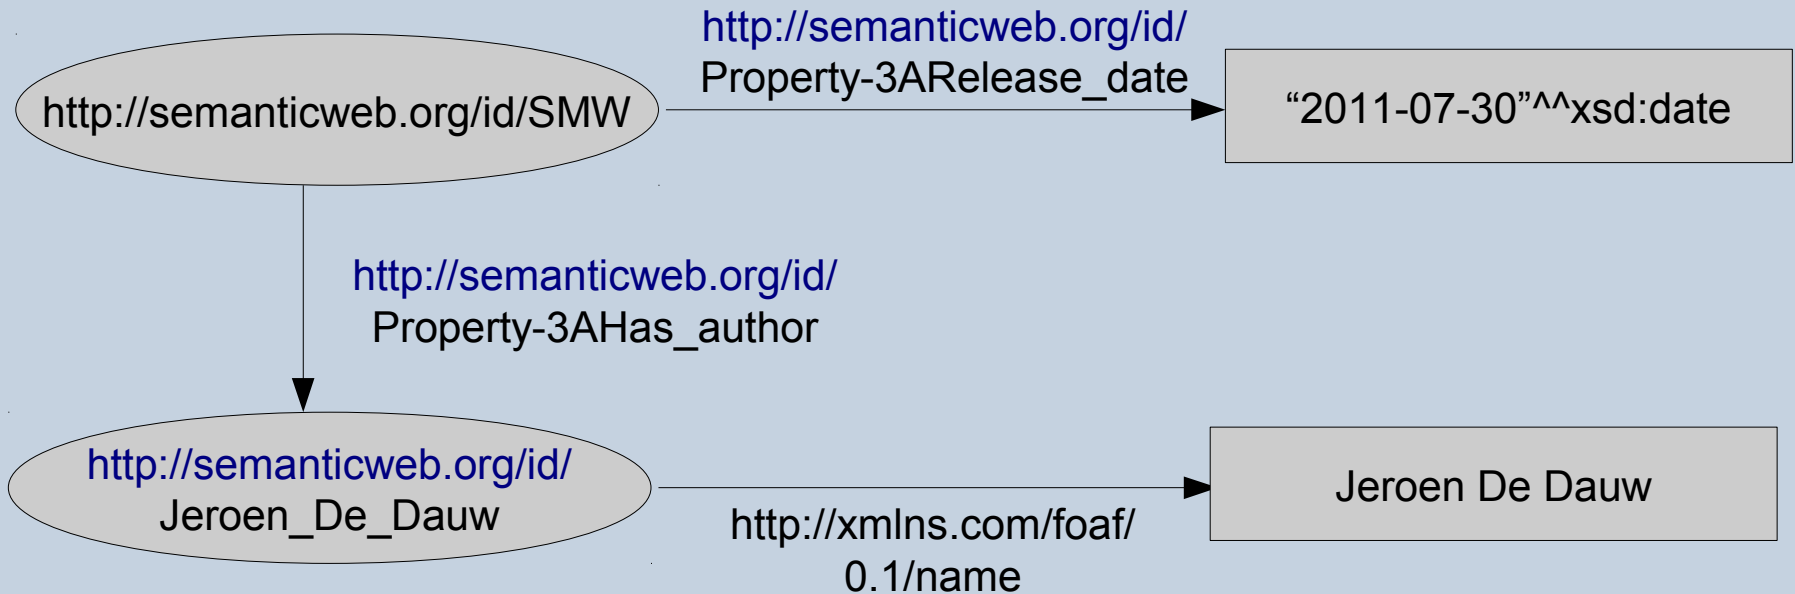 http://semanticweb.org/id/
Property-3ARelease_date
http://semanticweb.org/id/SMW
“2011-07-30”^^xsd:date
http://semanticweb.org/id/
Property-3AHas_author
http://semanticweb.org/id/
Jeroen_De_Dauw
Jeroen De Dauw
http://xmlns.com/foaf/
0.1/name